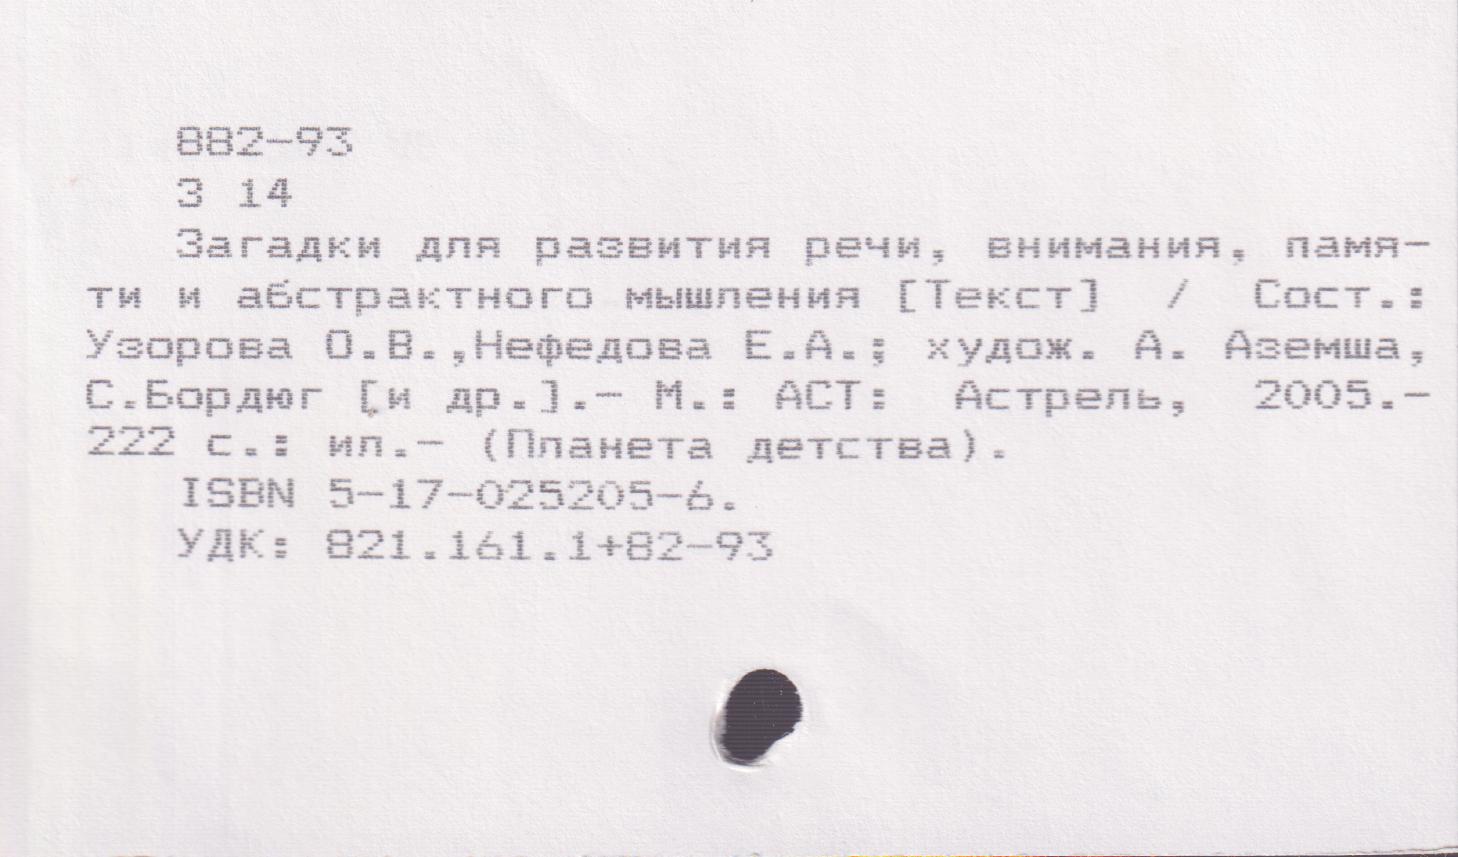 882-93
З 14
Загадки для развития речи, внимания, памя-
ти и абстрактного мышления [Текст] / Сост.:
Узорова О.В.,Нефедова Е.А.; худож. А. Аземша,
С.Бордюг [и др.].- М.: АСТ: Астрель, 2005.-
222 с.: ил.- (Планета детства).
ISBN 5-17-025205-6.
УДК: 821.161.1+82-93